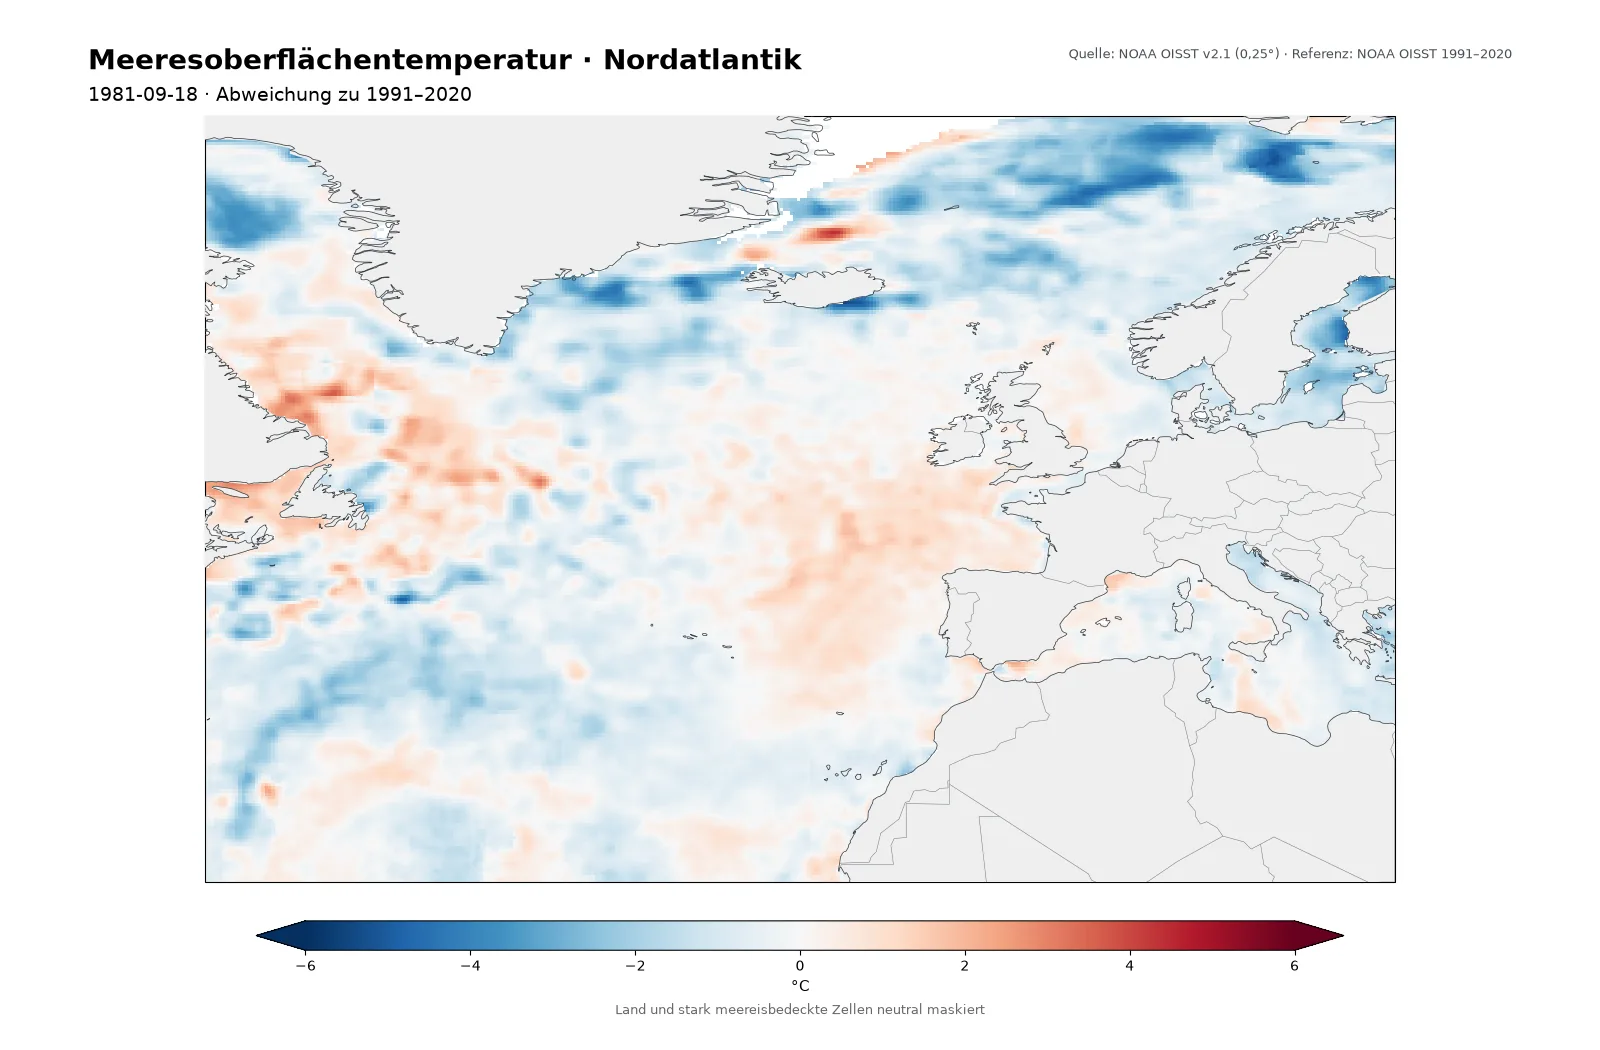 Meeresoberflächentemperatur · Nordatlantik
Quelle: NOAA OISST v2.1 (0,25°) · Referenz: NOAA OISST 1991–2020
1981-09-18 · Abweichung zu 1991–2020
−6 −4 −2 0 2 4 6
°C
Land und stark meereisbedeckte Zellen neutral maskiert